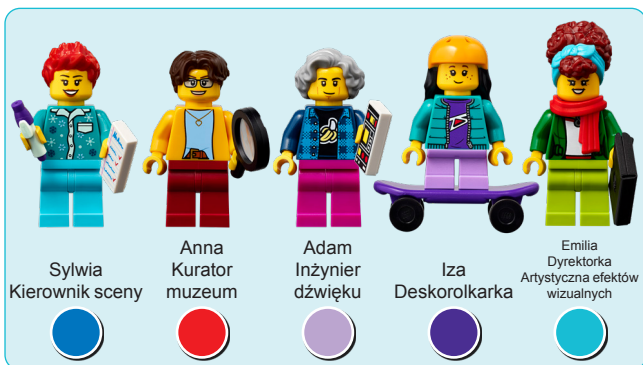 Sylwia
Kierownik sceny
Anna
Kurator
muzeum
Adam
Inżynier
dźwięku
Iza
Deskorolkarka
Emilia
Dyrektorka
Artystyczna efektów
wizualnych